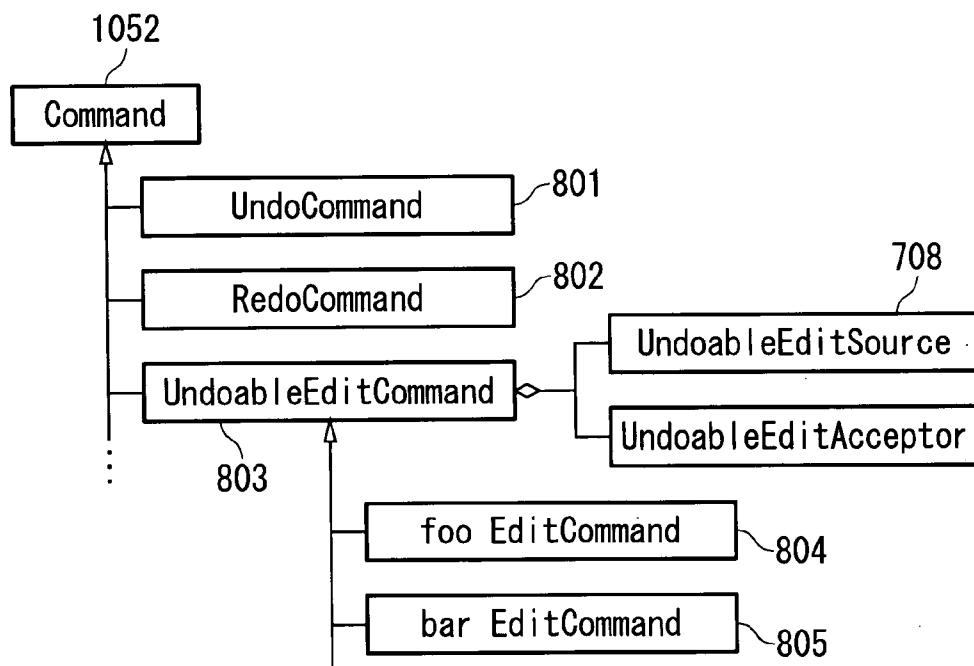 1052
Command
UndoCommand
801
RedoCommand
802
708
UndoableEditSource
UndoableEditCommand
UndoableEditAcceptor
803
foo EditCommand
804
bar EditCommand
805